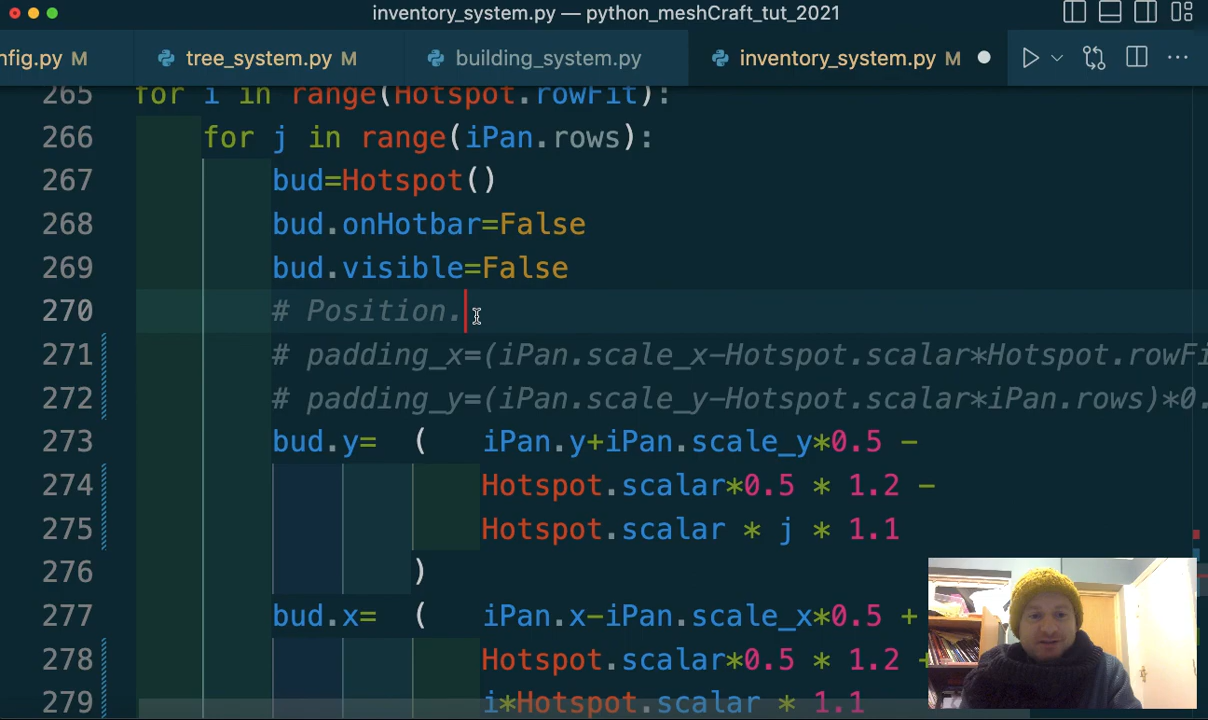 inventory_system.py — python_meshCraft_tut_2021
nfig.py M tree_system.py M building_system.py inventory_system.py M
265 for i in range(Hotspot.rowFit):
266 for j in range(iPan.rows):
267 bud=Hotspot()
268 bud.onHotbar=False
269 bud.visible=False
270 # Position.
271 # padding_x=(iPan.scale_x-Hotspot.scalar*Hotspot.rowFi
272 # padding_y=(iPan.scale_y-Hotspot.scalar*iPan.rows)*0.
273 bud.y= ( iPan.y+iPan.scale_y*0.5 -
274 Hotspot.scalar*0.5 * 1.2 -
275 Hotspot.scalar * j * 1.1
276 )
277 bud.x= ( iPan.x-iPan.scale_x*0.5 +
278 Hotspot.scalar*0.5 * 1.2 +
279 i*Hotspot.scalar * 1.1